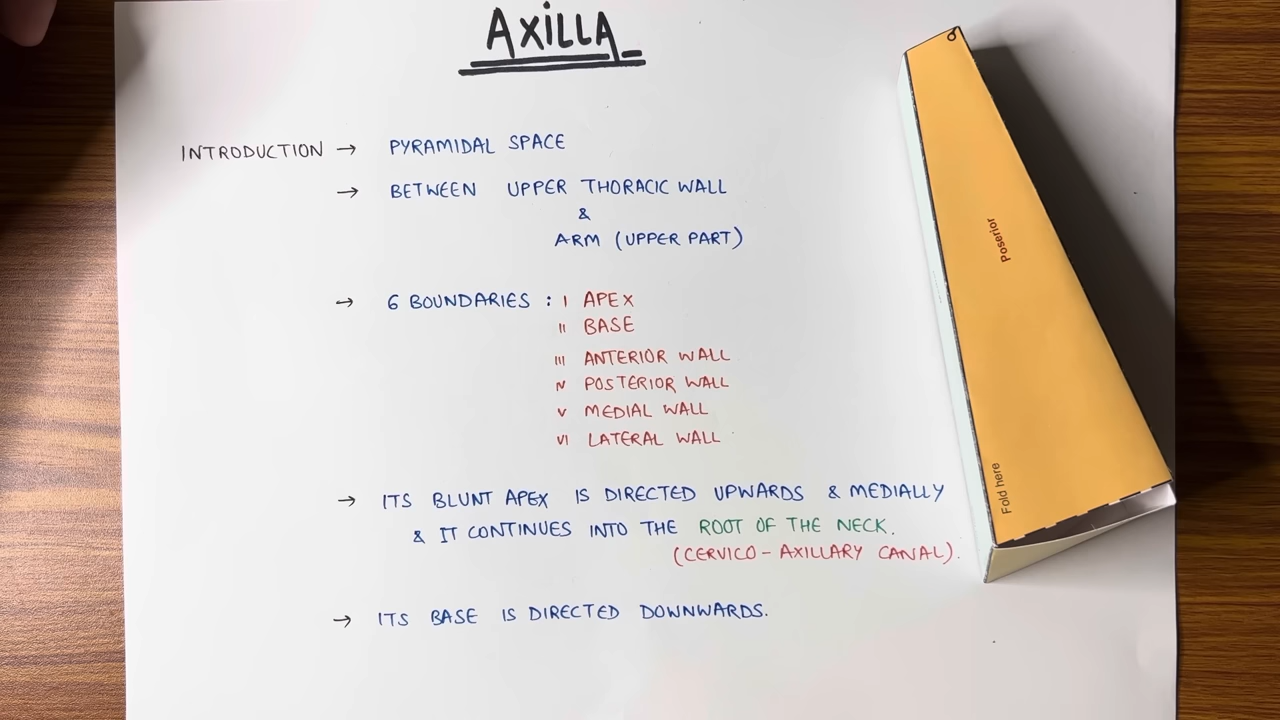 AXILLA
INTRODUCTION → PYRAMIDAL SPACE
→ BETWEEN UPPER THORACIC WALL
&
ARM (UPPER PART)
→ 6 BOUNDARIES : I APEX
II BASE
III ANTERIOR WALL
IV POSTERIOR WALL
V MEDIAL WALL
VI LATERAL WALL
→ ITS BLUNT APEX IS DIRECTED UPWARDS & MEDIALLY
& IT CONTINUES INTO THE ROOT OF THE NECK.
(CERVICO-AXILLARY CANAL).
→ ITS BASE IS DIRECTED DOWNWARDS.
Poserior
Fold here